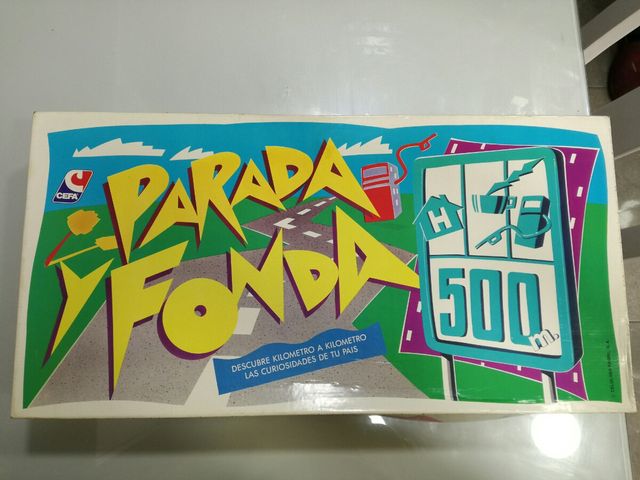 CEFA
PARADA
Y FONDA
DESCUBRE KILOMETRO A KILOMETRO
LAS CURIOSIDADES DE TU PAIS
H
500
m.